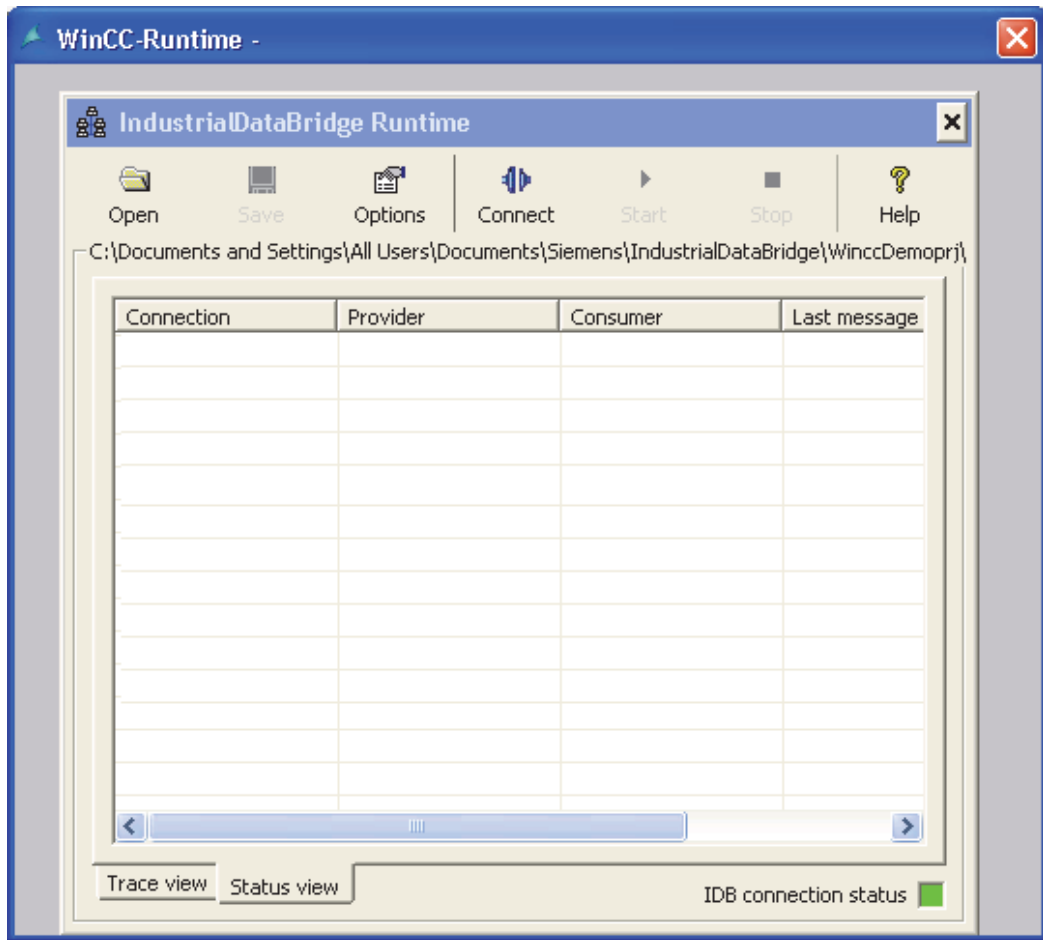 WinCC-Runtime -
IndustrialDataBridge Runtime
Open Save Options Connect Start Stop Help
C:\Documents and Settings\All Users\Documents\Siemens\IndustrialDataBridge\WinccDemoprj\
Connection Provider Consumer Last message
Trace view Status view IDB connection status